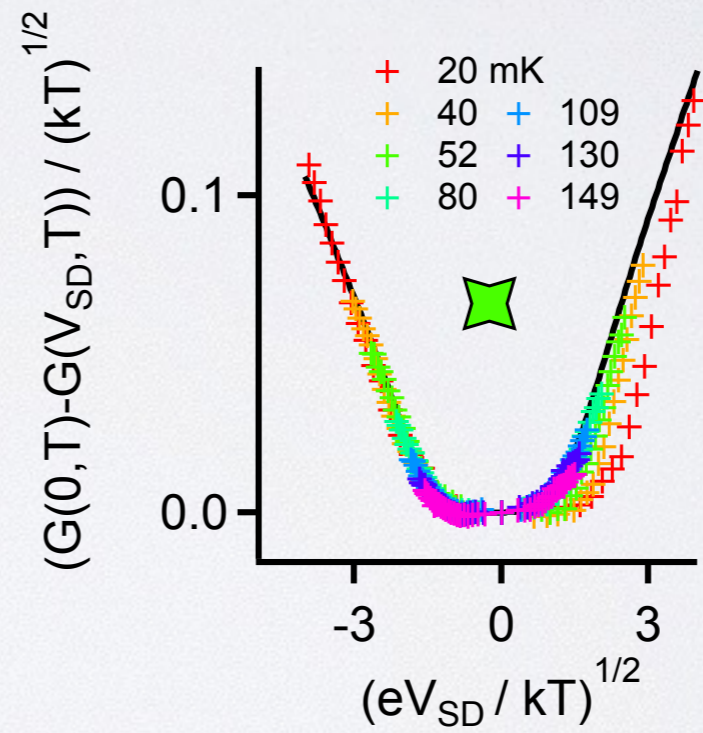 (G(0,T)-G(V_SD,T)) / (kT)^1/2
20 mK
40 109
52 130
80 149
0.1
0.0
-3 0 3
(eV_SD / kT)^1/2